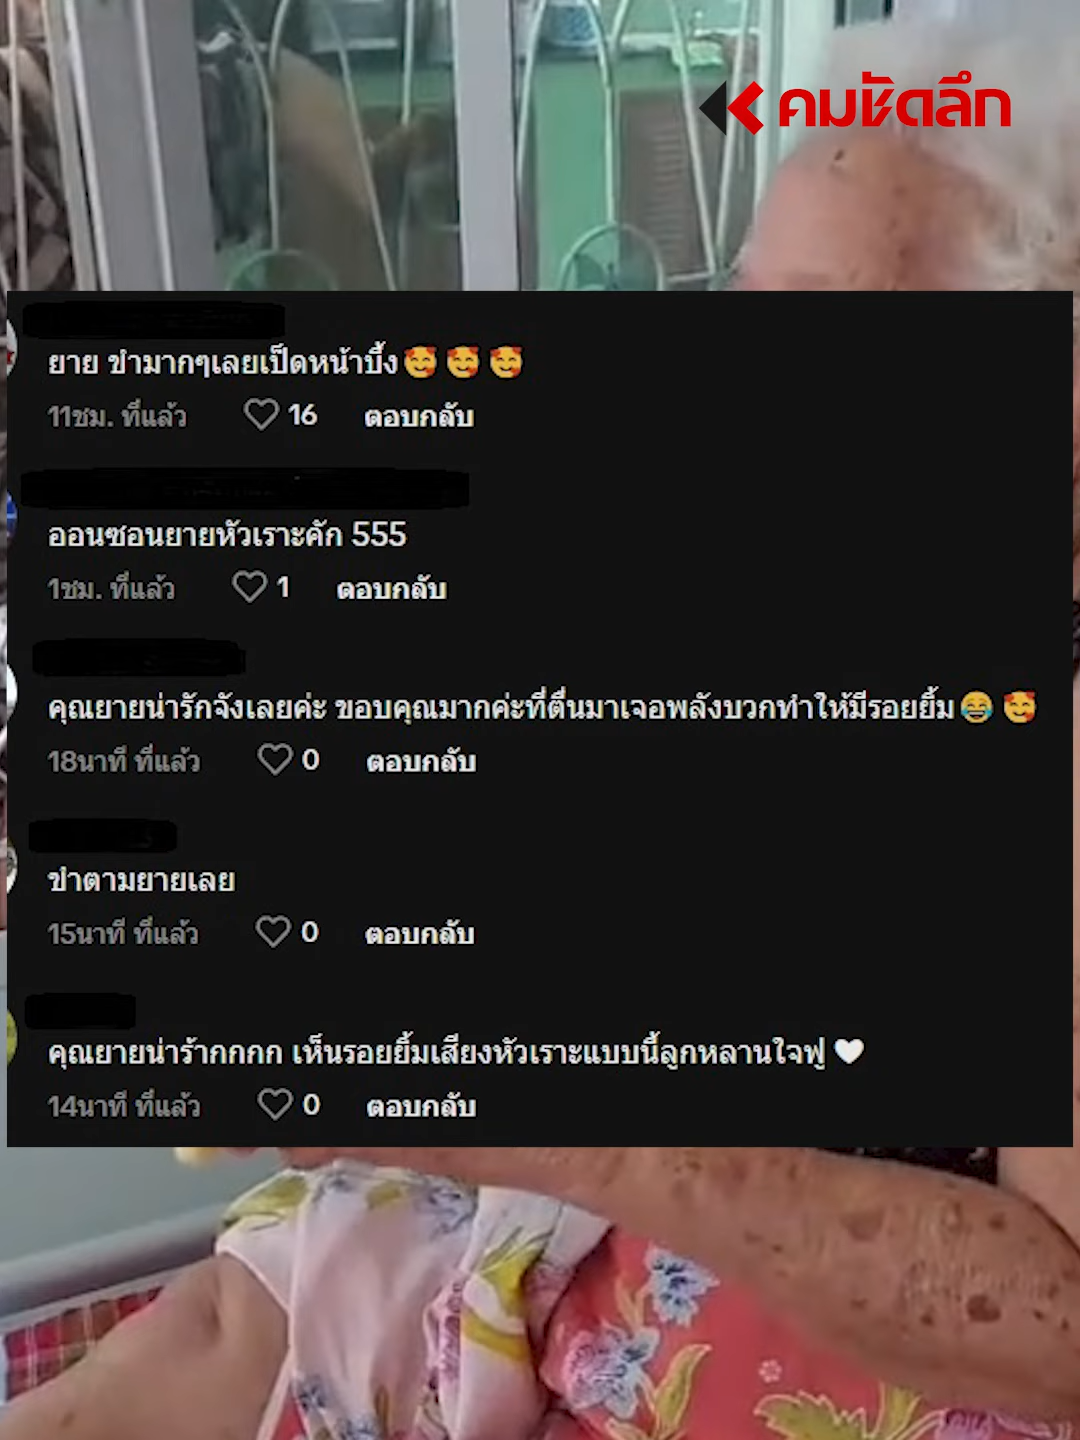 คมชัดลึก
ยาย ขำมากๆเลยเป็ดหน้าบึ้ง🥰 🥰 🥰
11ชม. ที่แล้ว 16 ตอบกลับ
ออนซอนยายหัวเราะคัก 555
1ชม. ที่แล้ว 1 ตอบกลับ
คุณยายน่ารักจังเลยค่ะ ขอบคุณมากค่ะที่ตื่นมาเจอพลังบวกทำให้มีรอยยิ้ม😂 🥰
18นาที ที่แล้ว 0 ตอบกลับ
ขำตามยายเลย
15นาที ที่แล้ว 0 ตอบกลับ
คุณยายน่าร้ากกกก เห็นรอยยิ้มเสียงหัวเราะแบบนี้ลูกหลานใจฟู 🤍
14นาที ที่แล้ว 0 ตอบกลับ